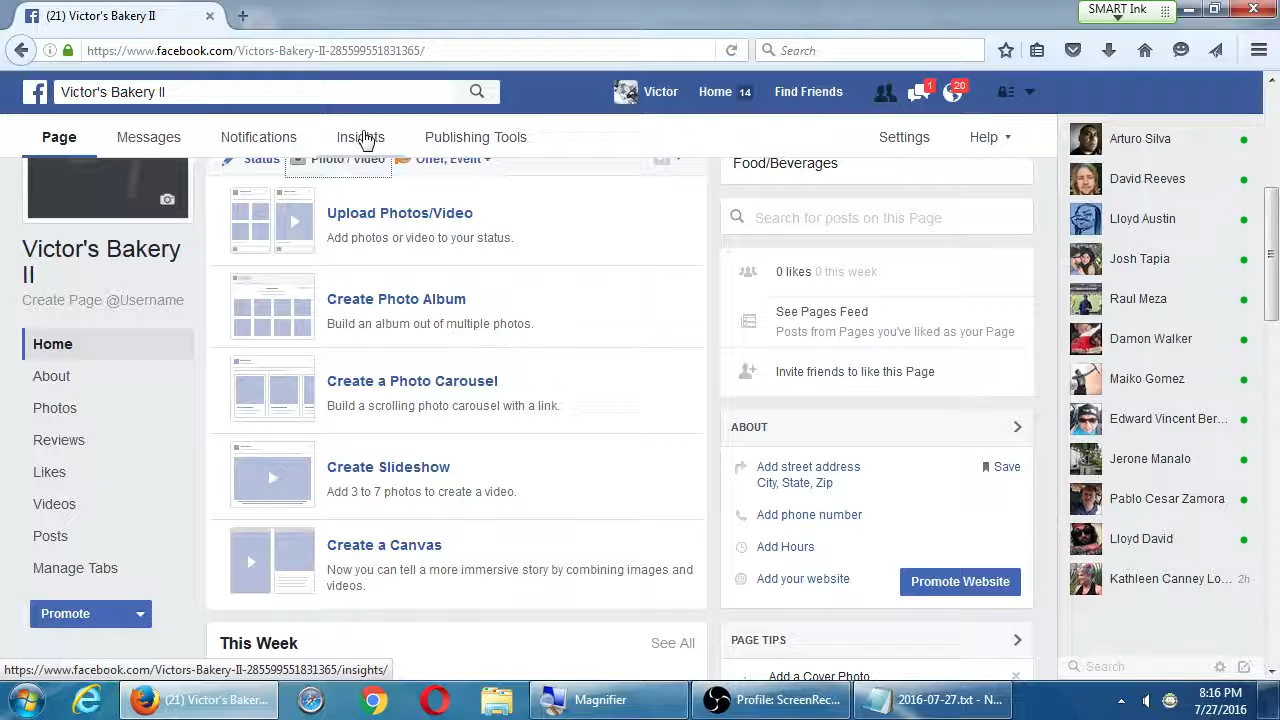 (21) Victor's Bakery II
SMART Ink
https://www.facebook.com/Victors-Bakery-II-285599551831365/
Search
Victor's Bakery II
Victor
Home 14
Find Friends
1
20
Page
Messages
Notifications
Insights
Publishing Tools
Settings
Help
Status
Photo / Video
Offer, Event +
Food/Beverages
Upload Photos/Video
Add photo or video to your status.
Create Photo Album
Build an album out of multiple photos.
Create a Photo Carousel
Build a scrolling photo carousel with a link.
Create Slideshow
Add 3 to 7 photos to create a video.
Create a Canvas
Now you can tell a more immersive story by combining images and
videos.
This Week
See All
Victor's Bakery
II
Create Page @Username
Home
About
Photos
Reviews
Likes
Videos
Posts
Manage Tabs
Promote
Search for posts on this Page
0 likes 0 this week
See Pages Feed
Posts from Pages you've liked as your Page
Invite friends to like this Page
ABOUT
Add street address
City, State, Zip
Save
Add phone number
Add Hours
Add your website
Promote Website
PAGE TIPS
Add a Cover Photo
Arturo Silva
David Reeves
Lloyd Austin
Josh Tapia
Raul Meza
Damon Walker
Maiko Gomez
Edward Vincent Ber...
Jerone Manalo
Pablo Cesar Zamora
Lloyd David
Kathleen Canney Lo... 2h
Search
https://www.facebook.com/Victors-Bakery-II-285599551831365/insights/
(21) Victor's Baker...
Magnifier
Profile: ScreenRec...
2016-07-27.txt - N...
8:16 PM
7/27/2016